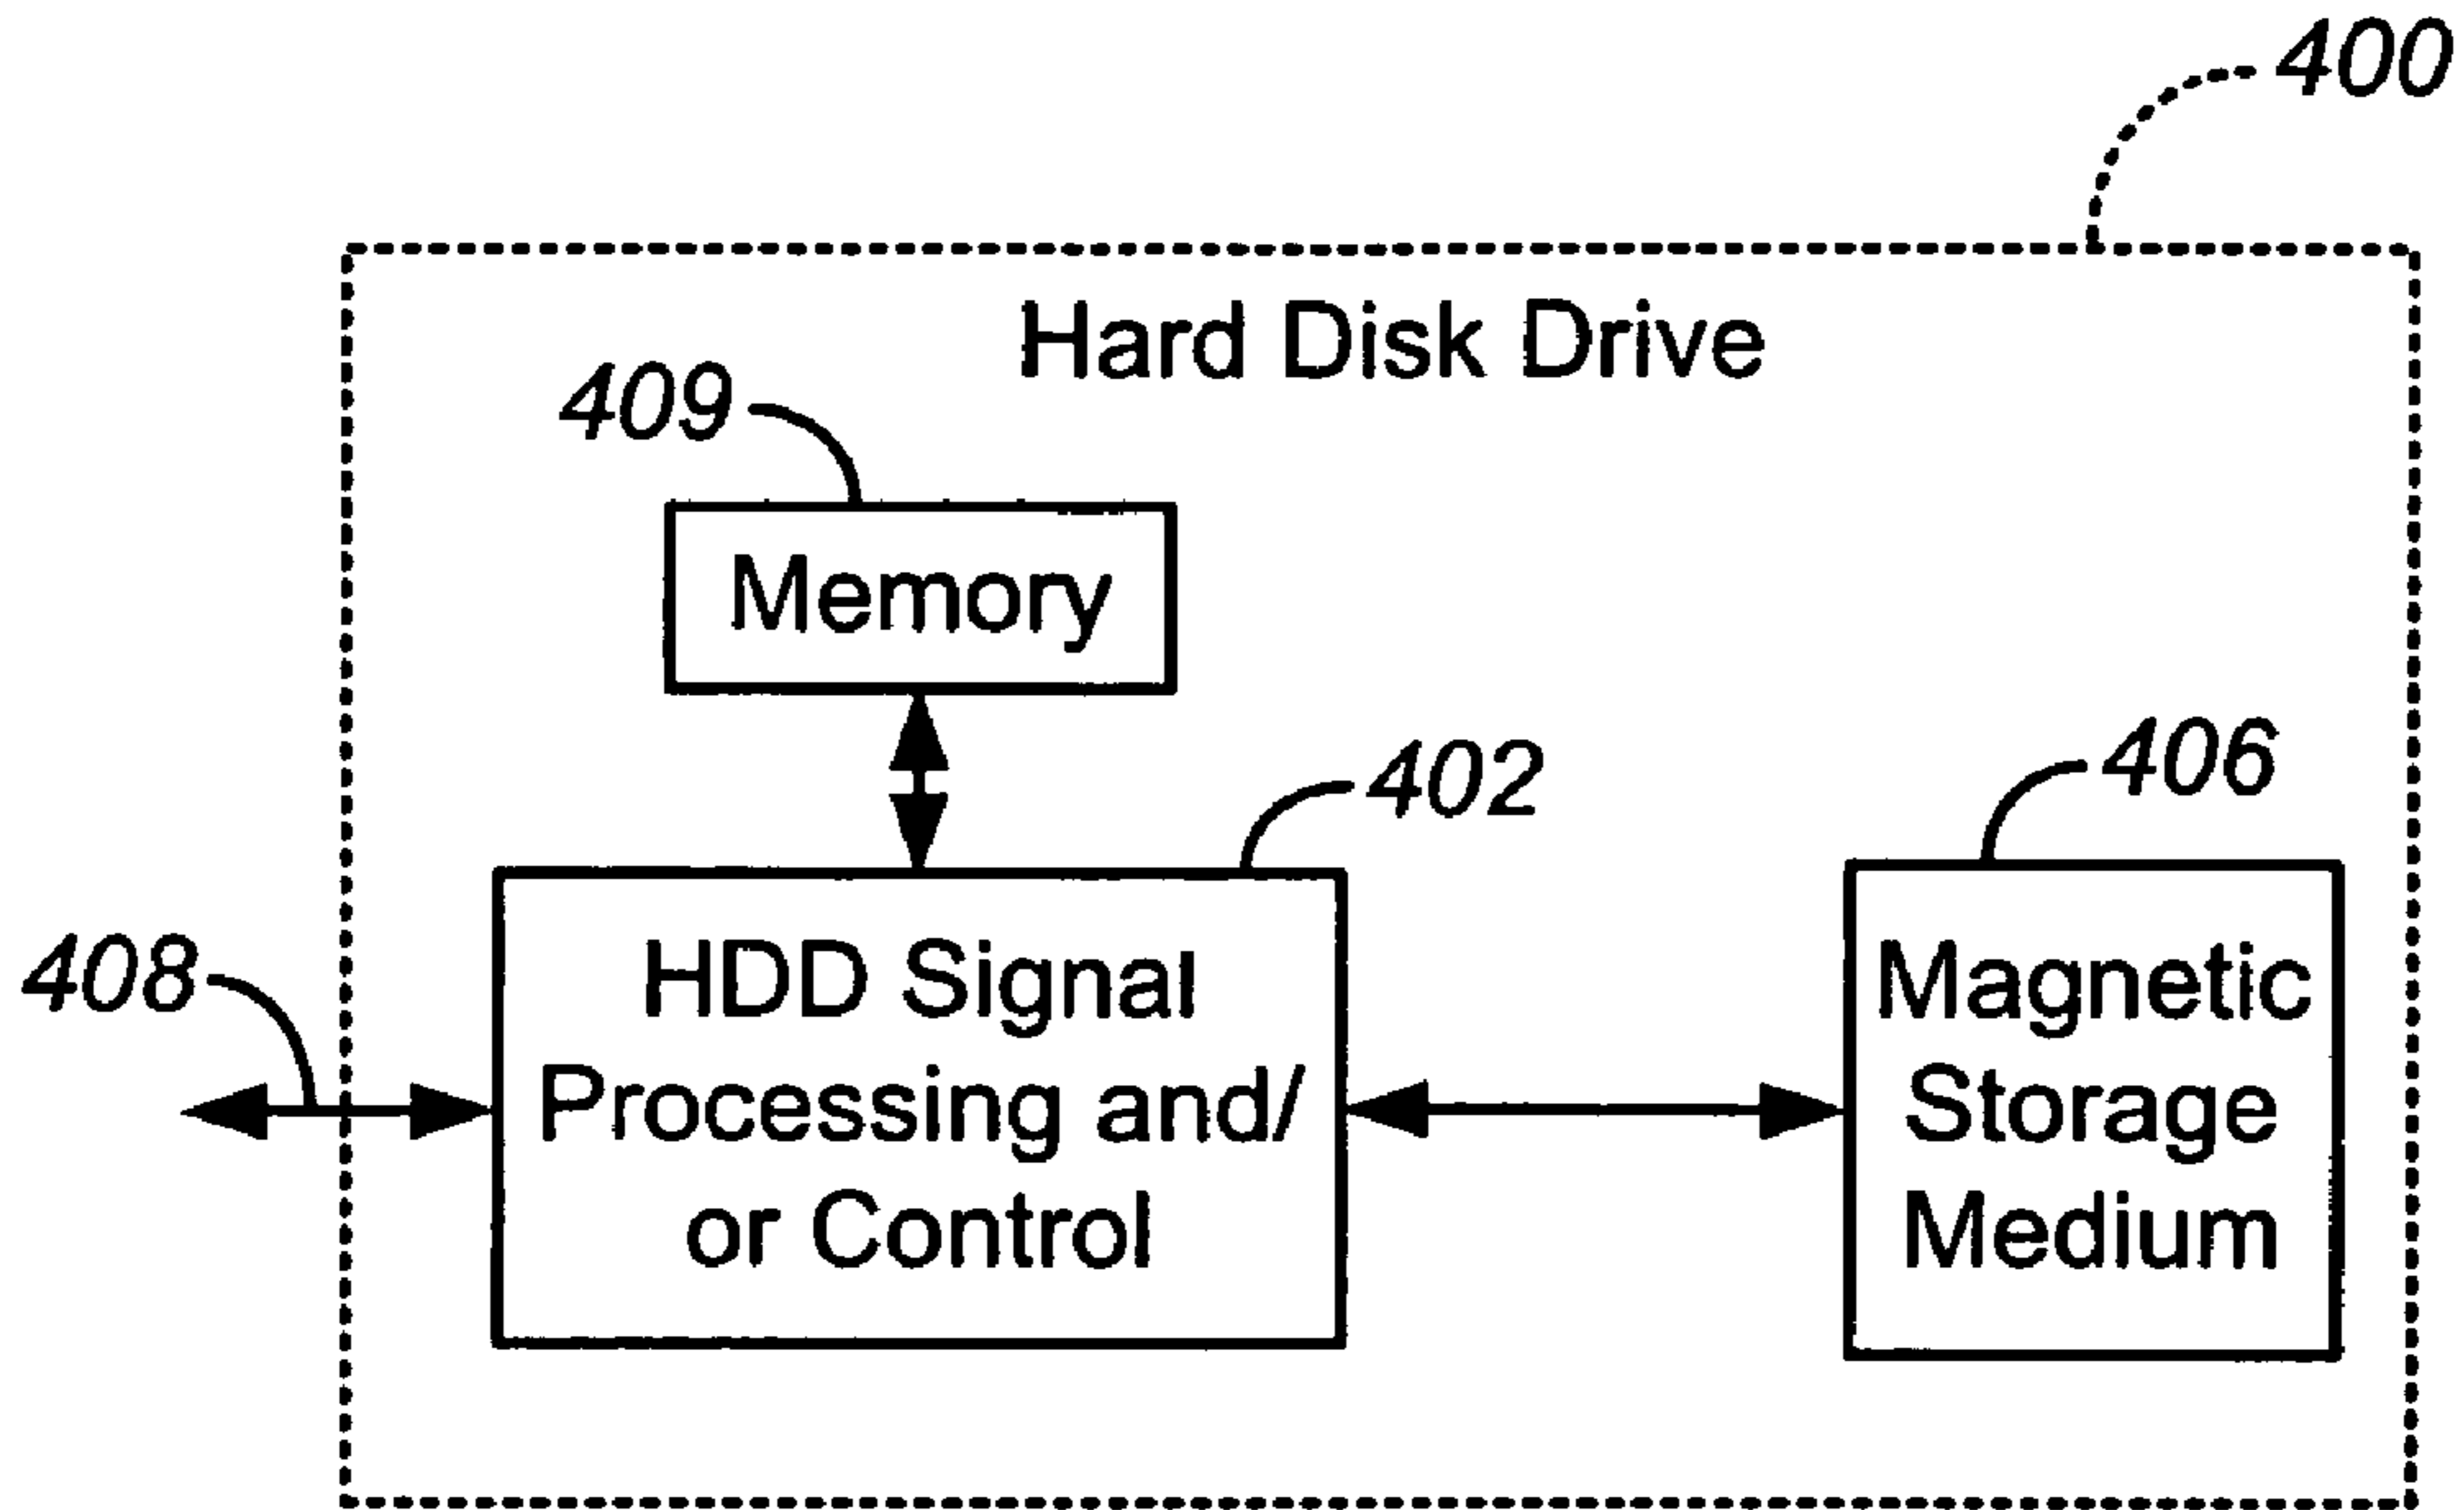 400
Hard Disk Drive
409
Memory
402
406
408
HDD Signal
Processing and/
or Control
Magnetic
Storage
Medium